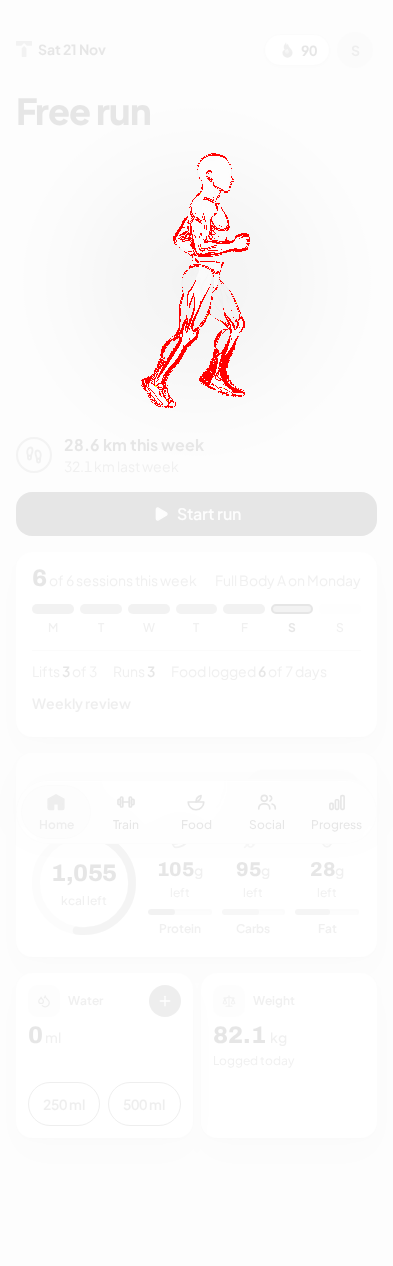 Sat 21 Nov
90
S
Free run
28.6 km this week
32.1 km last week
Start run
6 of 6 sessions this week
Full Body A on Monday
M T W T F S S
Lifts 3 of 3 Runs 3 Food logged 6 of 7 days
Weekly review
Home Train Food Social Progress
1,055
kcal left
105g 95g 28g
left left left
Protein Carbs Fat
Water
+
0 ml
250 ml 500 ml
Weight
82.1 kg
Logged today